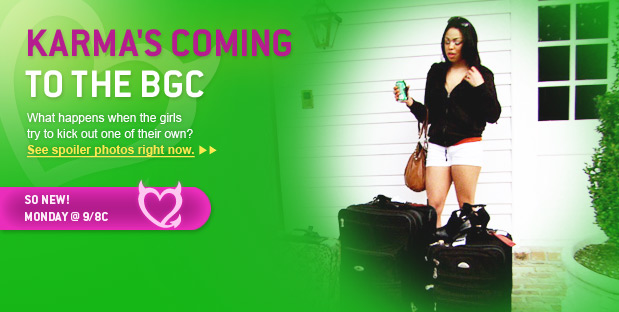 KARMA'S COMING
TO THE BGC
What happens when the girls
try to kick out one of their own?
See spoiler photos right now.
SO NEW!
MONDAY @ 9/8C